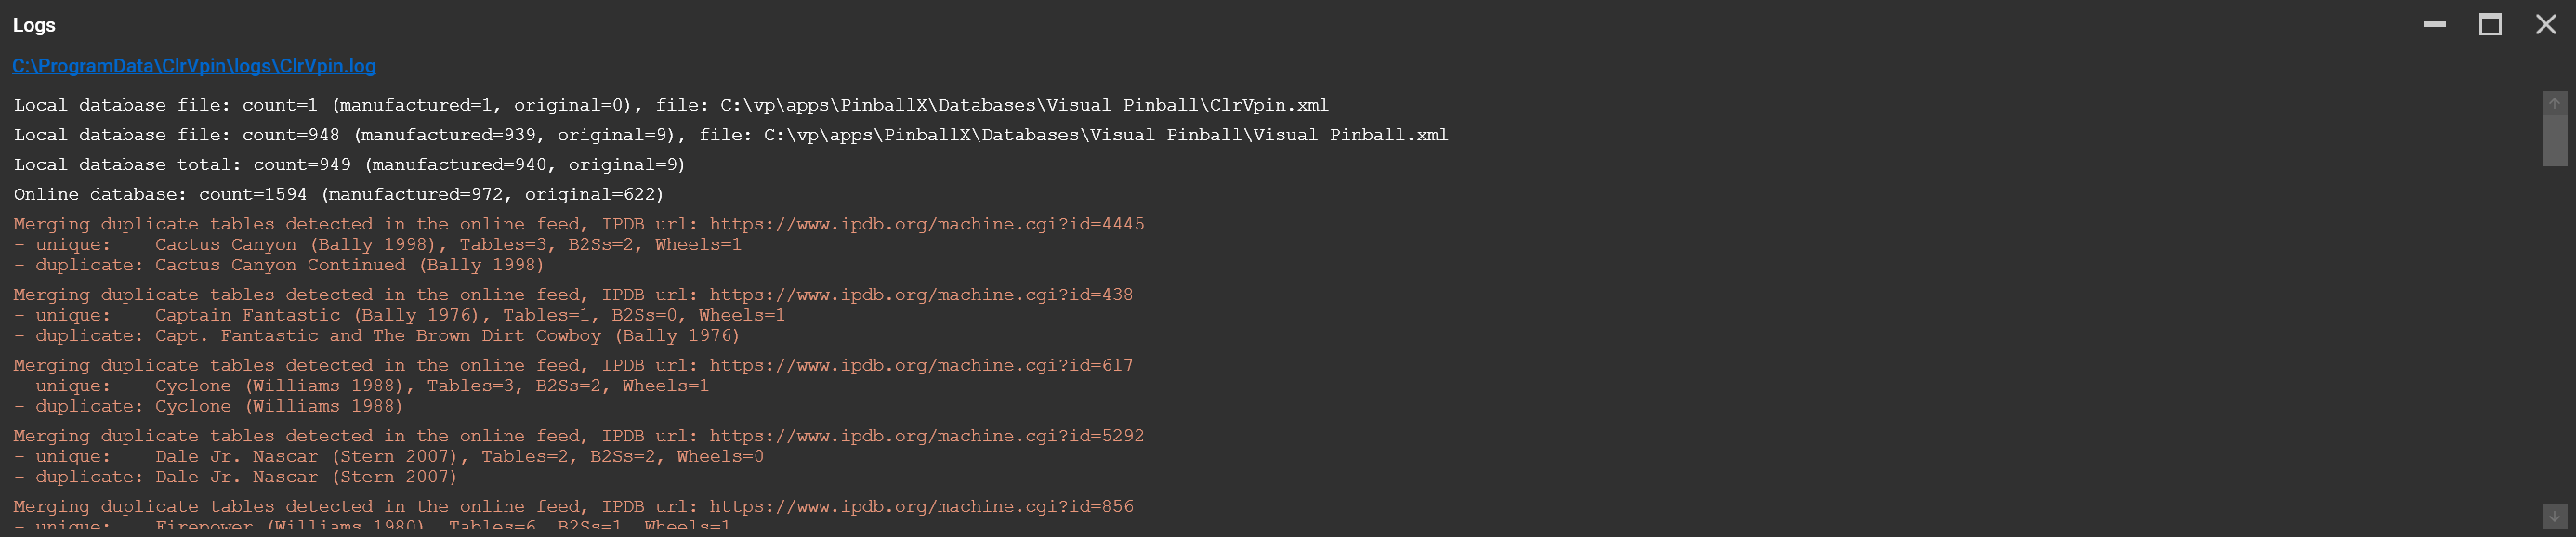 Logs
C:\ProgramData\ClrVpin\logs\ClrVpin.log
Local database file: count=1 (manufactured=1, original=0), file: C:\vp\apps\PinballX\Databases\Visual Pinball\ClrVpin.xml
Local database file: count=948 (manufactured=939, original=9), file: C:\vp\apps\PinballX\Databases\Visual Pinball\Visual Pinball.xml
Local database total: count=949 (manufactured=940, original=9)
Online database: count=1594 (manufactured=972, original=622)
Merging duplicate tables detected in the online feed, IPDB url: https://www.ipdb.org/machine.cgi?id=4445
- unique:    Cactus Canyon (Bally 1998), Tables=3, B2Ss=2, Wheels=1
- duplicate: Cactus Canyon Continued (Bally 1998)
Merging duplicate tables detected in the online feed, IPDB url: https://www.ipdb.org/machine.cgi?id=438
- unique:    Captain Fantastic (Bally 1976), Tables=1, B2Ss=0, Wheels=1
- duplicate: Capt. Fantastic and The Brown Dirt Cowboy (Bally 1976)
Merging duplicate tables detected in the online feed, IPDB url: https://www.ipdb.org/machine.cgi?id=617
- unique:    Cyclone (Williams 1988), Tables=3, B2Ss=2, Wheels=1
- duplicate: Cyclone (Williams 1988)
Merging duplicate tables detected in the online feed, IPDB url: https://www.ipdb.org/machine.cgi?id=5292
- unique:    Dale Jr. Nascar (Stern 2007), Tables=2, B2Ss=2, Wheels=0
- duplicate: Dale Jr. Nascar (Stern 2007)
Merging duplicate tables detected in the online feed, IPDB url: https://www.ipdb.org/machine.cgi?id=856
- unique:    Firepower (Williams 1980), Tables=6, B2Ss=1, Wheels=1